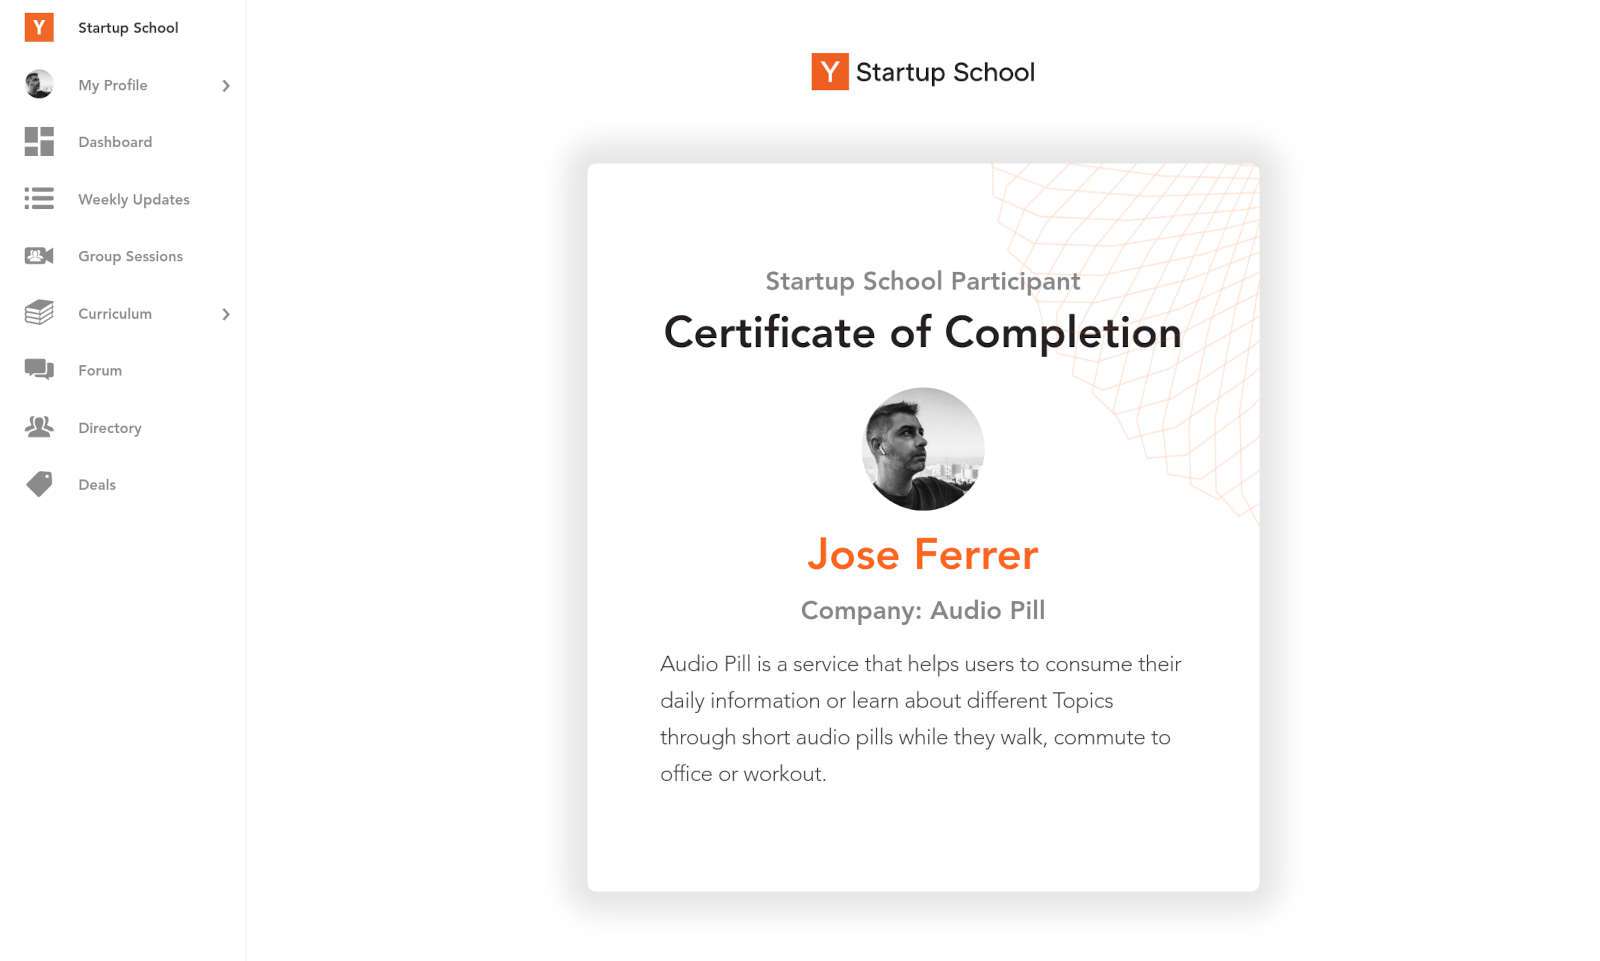 Y Startup School
My Profile
Dashboard
Weekly Updates
Group Sessions
Curriculum
Forum
Directory
Deals
Y Startup School
Startup School Participant
Certificate of Completion
Jose Ferrer
Company: Audio Pill
Audio Pill is a service that helps users to consume their
daily information or learn about different Topics
through short audio pills while they walk, commute to
office or workout.